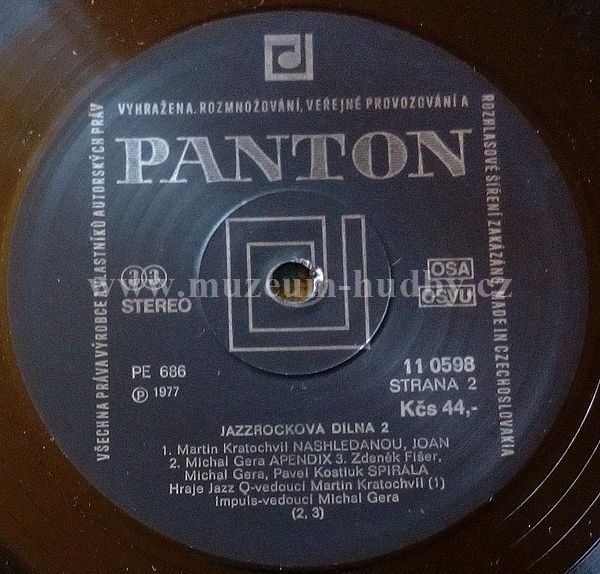 VYHRAŽENA. ROZMNOŽOVÁNÍ, VEŘEJNÉ PROVOZOVÁNÍ A
ROZHLASOVÉ ŠÍŘENÍ ZAKÁZÁNO. MADE IN CZECHOSLOVAKIA
VŠECHNA PRÁVA VÝROBCE I VLASTNÍKŮ AUTORSKÝCH PRÁV
PANTON
33
STEREO
OSA
OSVU
www.muzeum-hudby.cz
PE 686
℗ 1977
11 0598
STRANA 2
Kčs 44,-
JAZZROCKOVÁ DÍLNA 2
1. Martin Kratochvíl NASHLEDANOU, JOAN
2. Michal Gera APENDIX 3. Zdeněk Fišer,
Michal Gera, Pavel Kostiuk SPIRÁLA
Hraje Jazz Q-vedoucí Martin Kratochvíl (1)
Impuls-vedoucí Michal Gera
(2, 3)